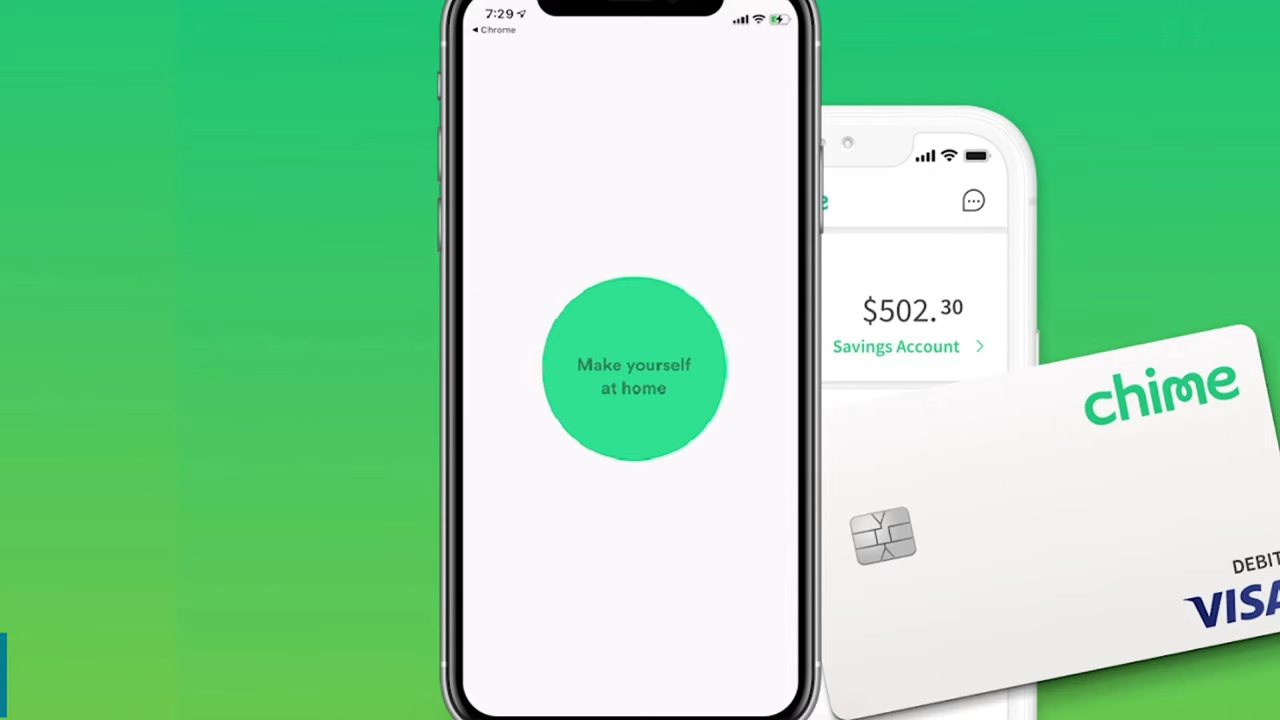 7:29
◀ Chrome
Make yourself
at home
e
$502.30
Savings Account >
chime
DEBIT
VISA